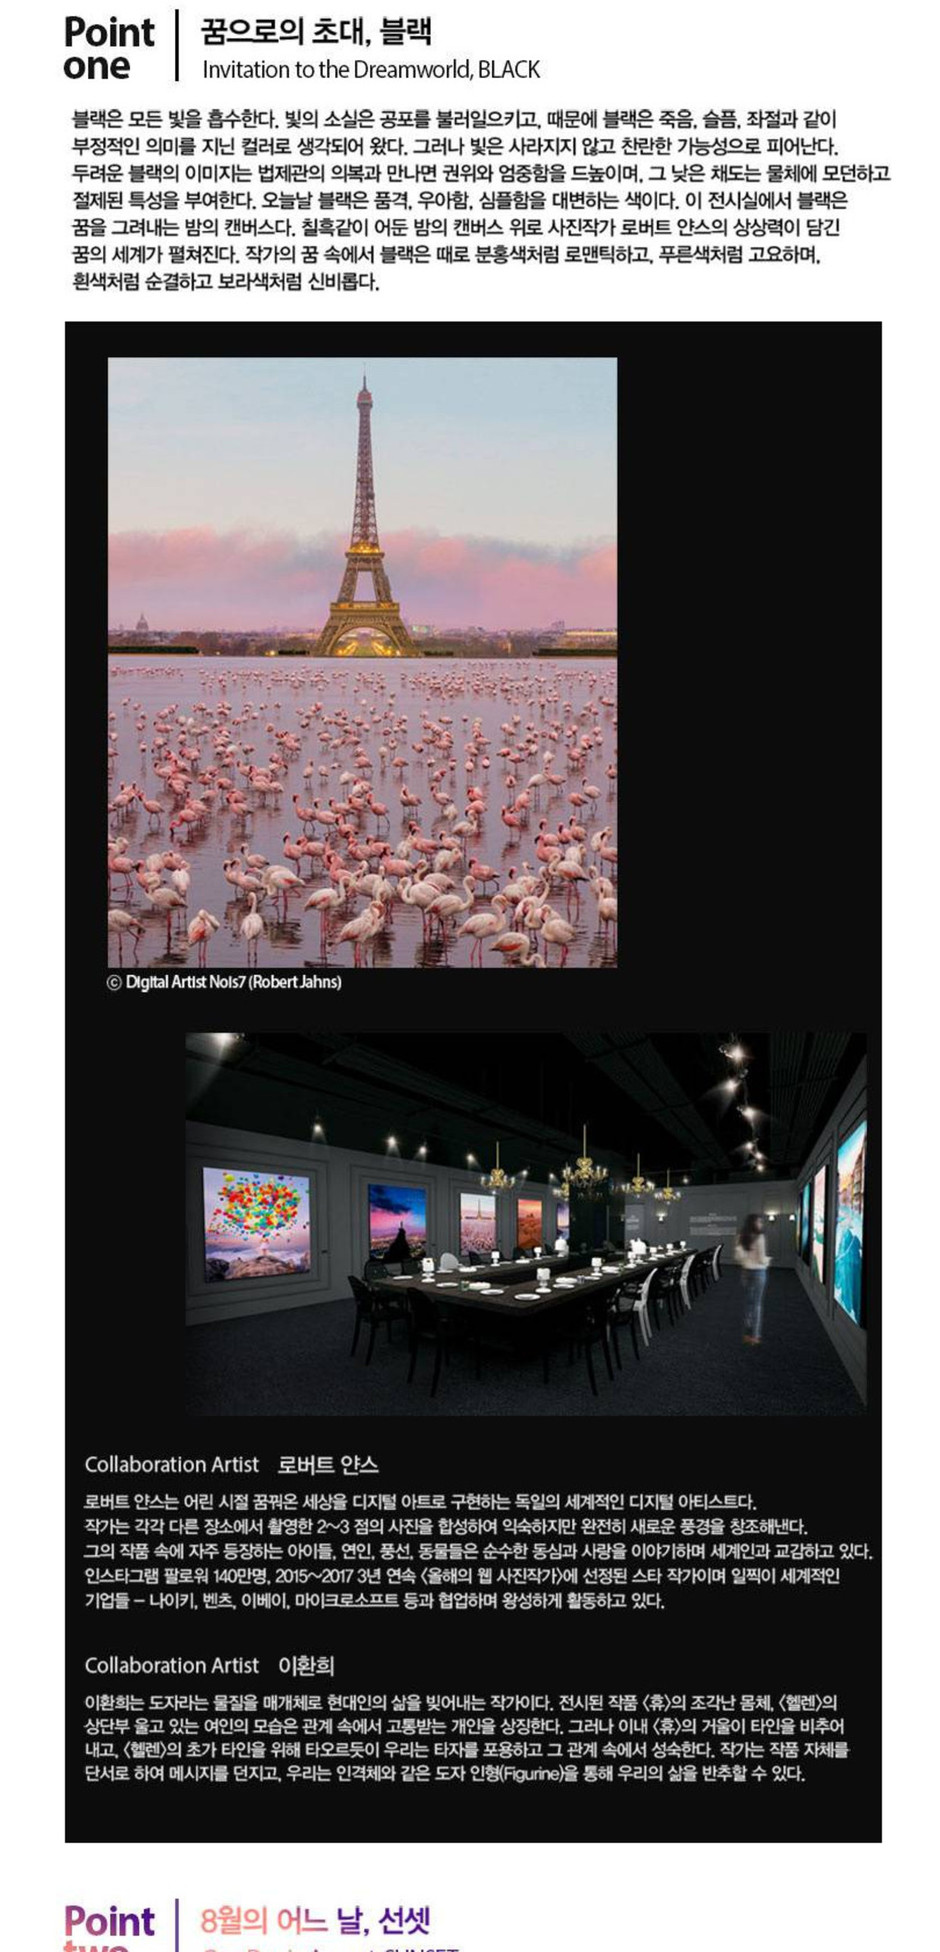 Point
one
꿈으로의 초대, 블랙
Invitation to the Dreamworld, BLACK
블랙은 모든 빛을 흡수한다. 빛의 소실은 공포를 불러일으키고, 때문에 블랙은 죽음, 슬픔, 좌절과 같이
부정적인 의미를 지닌 컬러로 생각되어 왔다. 그러나 빛은 사라지지 않고 찬란한 가능성으로 피어난다.
두려운 블랙의 이미지는 법제관의 의복과 만나면 권위와 엄중함을 드높이며, 그 낮은 채도는 물체에 모던하고
절제된 특성을 부여한다. 오늘날 블랙은 품격, 우아함, 심플함을 대변하는 색이다. 이 전시실에서 블랙은
꿈을 그려내는 밤의 캔버스다. 칠흑같이 어둔 밤의 캔버스 위로 사진작가 로버트 얀스의 상상력이 담긴
꿈의 세계가 펼쳐진다. 작가의 꿈 속에서 블랙은 때로 분홍색처럼 로맨틱하고, 푸른색처럼 고요하며,
흰색처럼 순결하고 보라색처럼 신비롭다.
ⓒ Digital Artist Nois7 (Robert Jahns)
Collaboration Artist 로버트 얀스
로버트 얀스는 어린 시절 꿈꿔온 세상을 디지털 아트로 구현하는 독일의 세계적인 디지털 아티스트다.
작가는 각각 다른 장소에서 촬영한 2~3 점의 사진을 합성하여 익숙하지만 완전히 새로운 풍경을 창조해낸다.
그의 작품 속에 자주 등장하는 아이들, 연인, 풍선, 동물들은 순수한 동심과 사랑을 이야기하며 세계인과 교감하고 있다.
인스타그램 팔로워 140만명, 2015~2017 3년 연속 <올해의 웹 사진작가>에 선정된 스타 작가이며 일찍이 세계적인
기업들 – 나이키, 벤츠, 이베이, 마이크로소프트 등과 협업하며 왕성하게 활동하고 있다.
Collaboration Artist 이환희
이환희는 도자라는 물질을 매개체로 현대인의 삶을 빚어내는 작가이다. 전시된 작품 <휴>의 조각난 몸체, <헬렌>의
상단부 울고 있는 여인의 모습은 관계 속에서 고통받는 개인을 상징한다. 그러나 이내 <휴>의 거울이 타인을 비추어
내고, <헬렌>의 초가 타인을 위해 타오르듯이 우리는 타자를 포용하고 그 관계 속에서 성숙한다. 작가는 작품 자체를
단서로 하여 메시지를 던지고, 우리는 인격체와 같은 도자 인형(Figurine)을 통해 우리의 삶을 반추할 수 있다.
Point
two
8월의 어느 날, 선셋